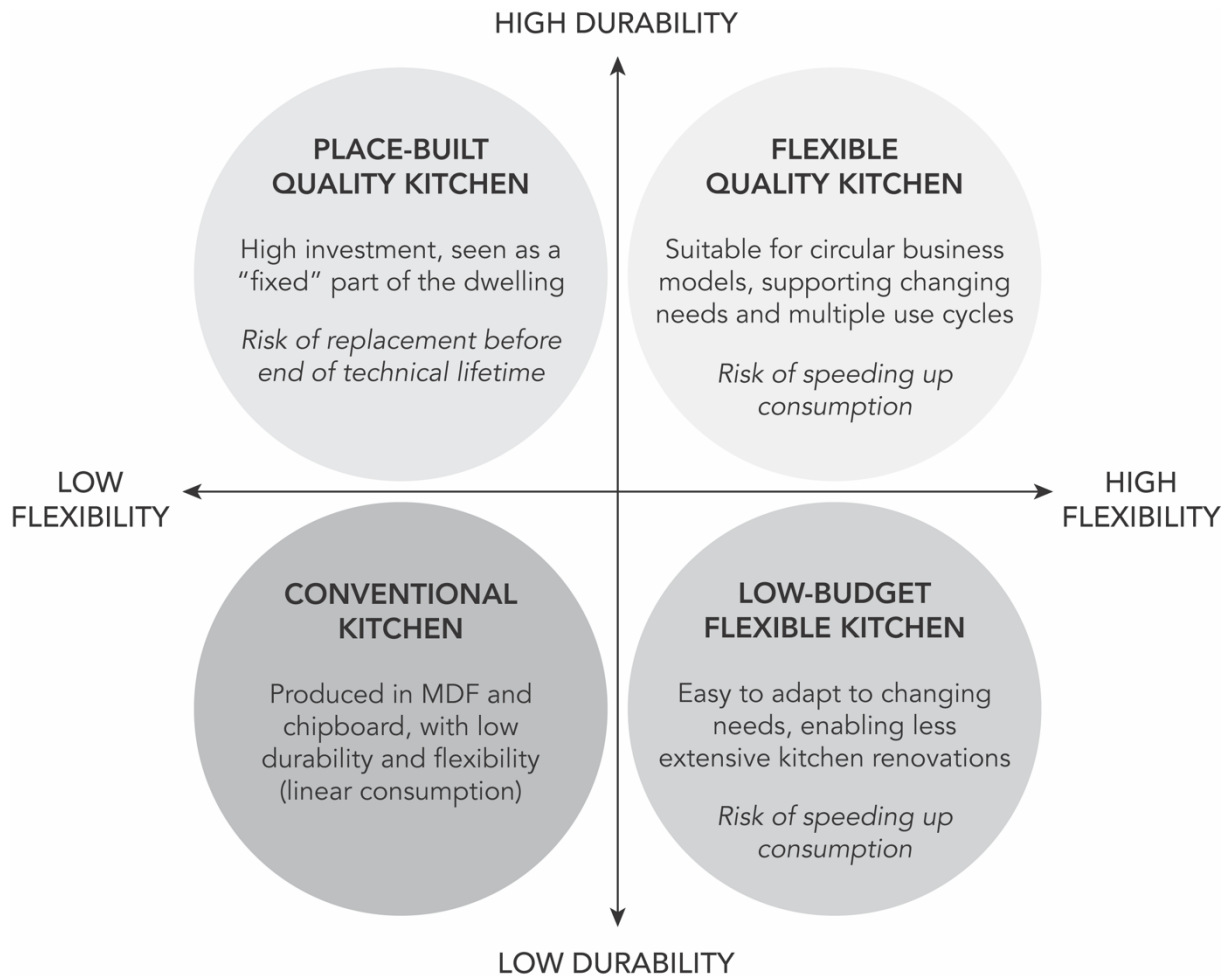 HIGH DURABILITY
PLACE-BUILT
QUALITY KITCHEN
High investment, seen as a
“fixed” part of the dwelling
Risk of replacement before
end of technical lifetime
FLEXIBLE
QUALITY KITCHEN
Suitable for circular business
models, supporting changing
needs and multiple use cycles
Risk of speeding up
consumption
LOW
FLEXIBILITY
HIGH
FLEXIBILITY
CONVENTIONAL
KITCHEN
Produced in MDF and
chipboard, with low
durability and flexibility
(linear consumption)
LOW-BUDGET
FLEXIBLE KITCHEN
Easy to adapt to changing
needs, enabling less
extensive kitchen renovations
Risk of speeding up
consumption
LOW DURABILITY